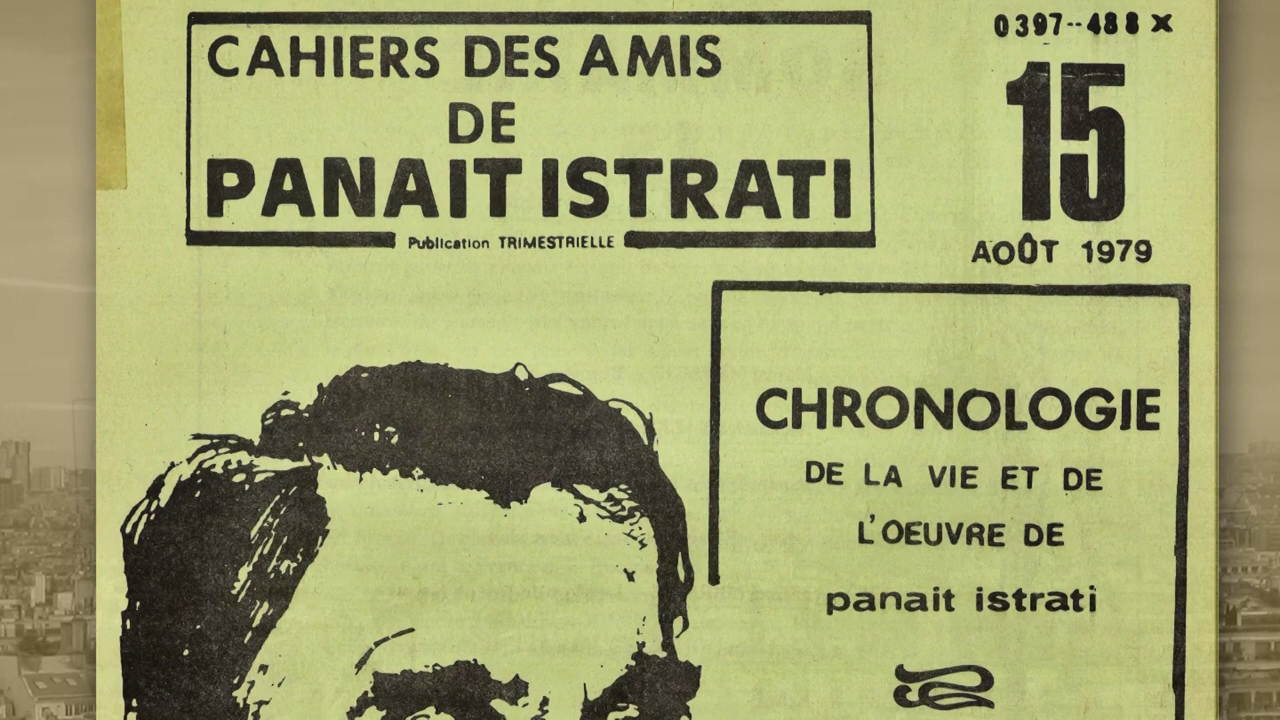 CAHIERS DES AMIS
DE
PANAIT ISTRATI
Publication TRIMESTRIELLE
0397--488 X
15
AOÛT 1979
CHRONOLOGIE
DE LA VIE ET DE
L'OEUVRE DE
panait istrati